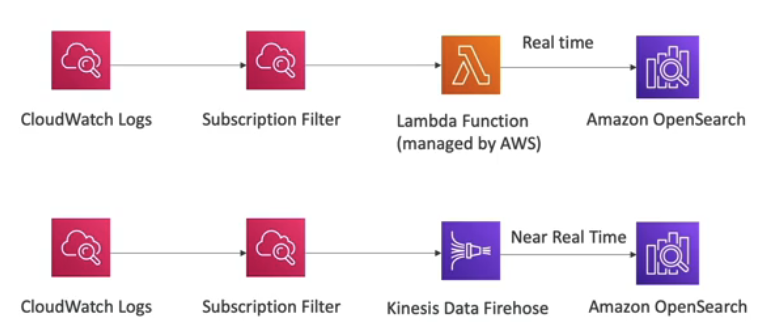 Real time
CloudWatch Logs
Subscription Filter
Lambda Function
(managed by AWS)
Amazon OpenSearch
Near Real Time
CloudWatch Logs
Subscription Filter
Kinesis Data Firehose
Amazon OpenSearch